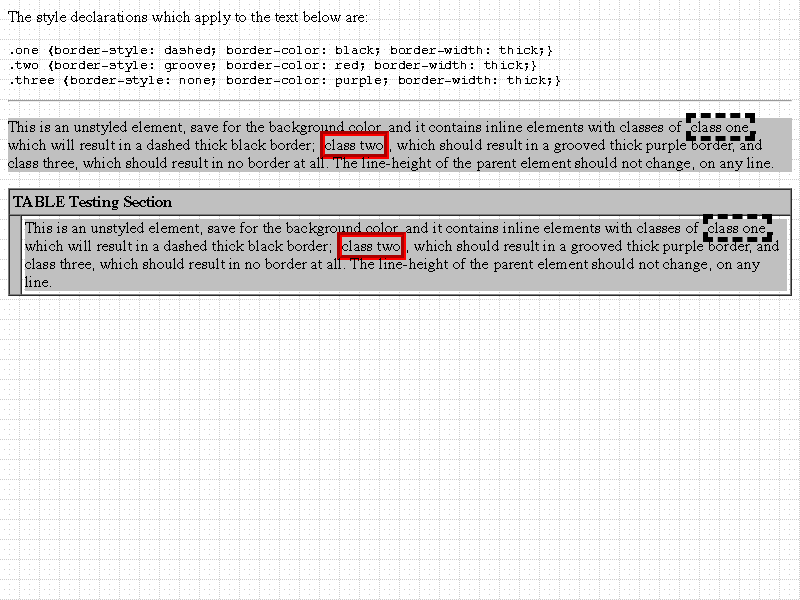 The style declarations which apply to the text below are:
.one {border-style: dashed; border-color: black; border-width: thick;}
.two {border-style: groove; border-color: red; border-width: thick;}
.three {border-style: none; border-color: purple; border-width: thick;}
This is an unstyled element, save for the background color, and it contains inline elements with classes of class one,
which will result in a dashed thick black border; class two, which should result in a grooved thick purple border, and
class three, which should result in no border at all. The line-height of the parent element should not change, on any line.
TABLE Testing Section
This is an unstyled element, save for the background color, and it contains inline elements with classes of class one,
which will result in a dashed thick black border; class two, which should result in a grooved thick purple border, and
class three, which should result in no border at all. The line-height of the parent element should not change, on any
line.